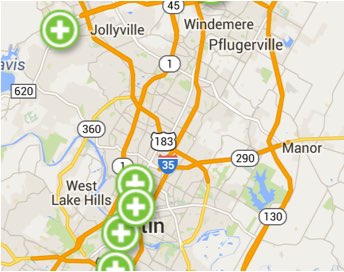 45
Jollyville
Windemere
Pflugerville
1
620
360
183
35
290
Manor
1
West
Lake Hills
130
tin